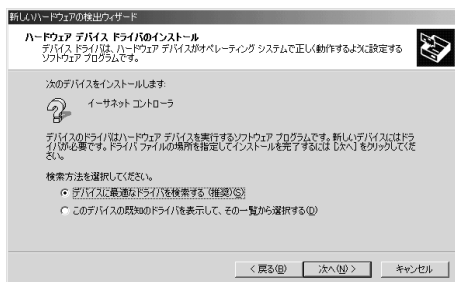 新しいハードウェアの検出ウィザード
ハードウェア デバイス ドライバのインストール
デバイス ドライバは、ハードウェア デバイスがオペレーティング システムで正しく動作するように設定する
ソフトウェア プログラムです。
次のデバイスをインストールします:
イーサネット コントローラ
デバイスのドライバはハードウェア デバイスを実行するソフトウェア プログラムです。新しいデバイスにはドラ
イバが必要です。ドライバ ファイルの場所を指定してインストールを完了するには [次へ] をクリックしてくだ
さい。
検索方法を選択してください。
デバイスに最適なドライバを検索する (推奨)(S)
このデバイスの既知のドライバを表示して、その一覧から選択する(D)
< 戻る(B)
次へ(N) >
キャンセル